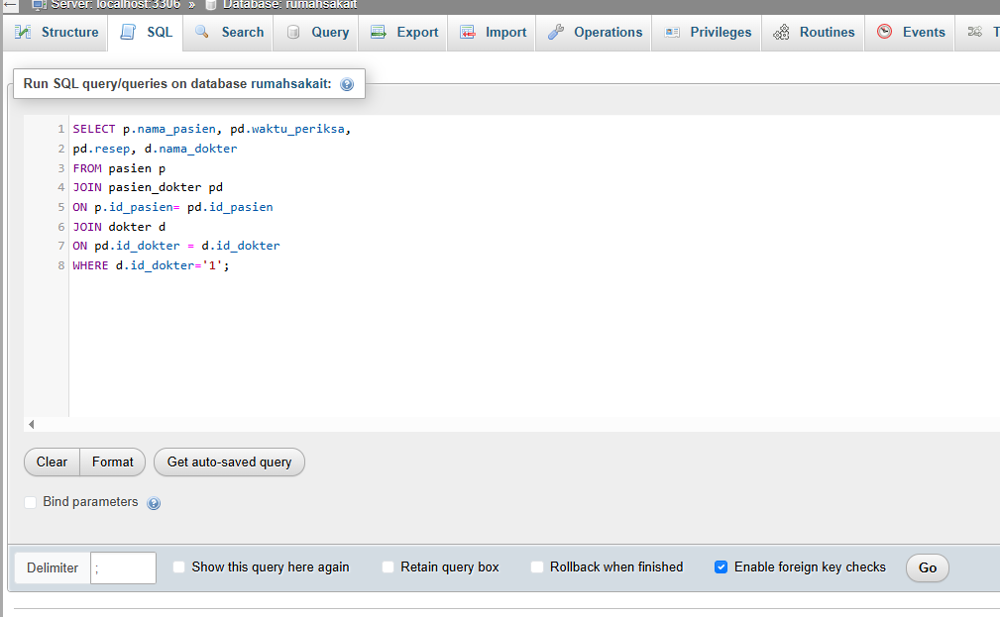 ← Server: localhost:3306 » Database: rumahsakait
Structure SQL Search Query Export Import Operations Privileges Routines Events T
Run SQL query/queries on database rumahsakait:
1 SELECT p.nama_pasien, pd.waktu_periksa,
2 pd.resep, d.nama_dokter
3 FROM pasien p
4 JOIN pasien_dokter pd
5 ON p.id_pasien= pd.id_pasien
6 JOIN dokter d
7 ON pd.id_dokter = d.id_dokter
8 WHERE d.id_dokter='1';
Clear Format Get auto-saved query
Bind parameters
Delimiter ; Show this query here again Retain query box Rollback when finished Enable foreign key checks Go